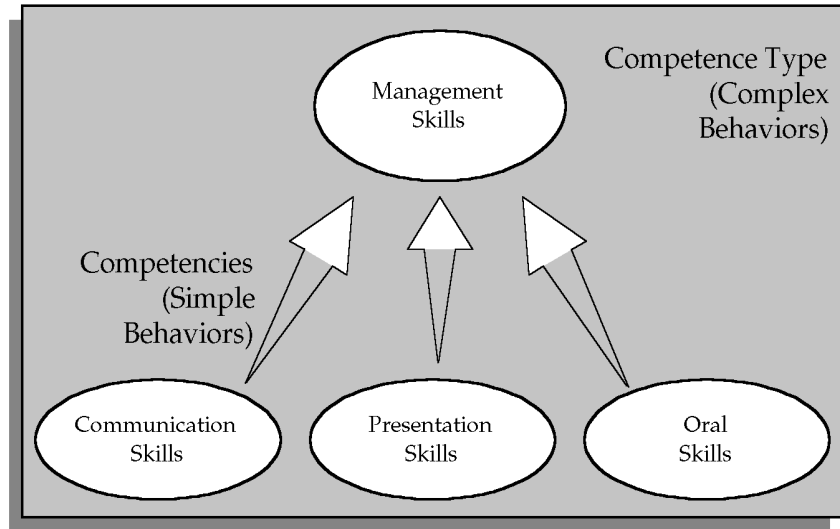 Management
Skills
Competence Type
(Complex
Behaviors)
Competencies
(Simple
Behaviors)
Communication
Skills
Presentation
Skills
Oral
Skills